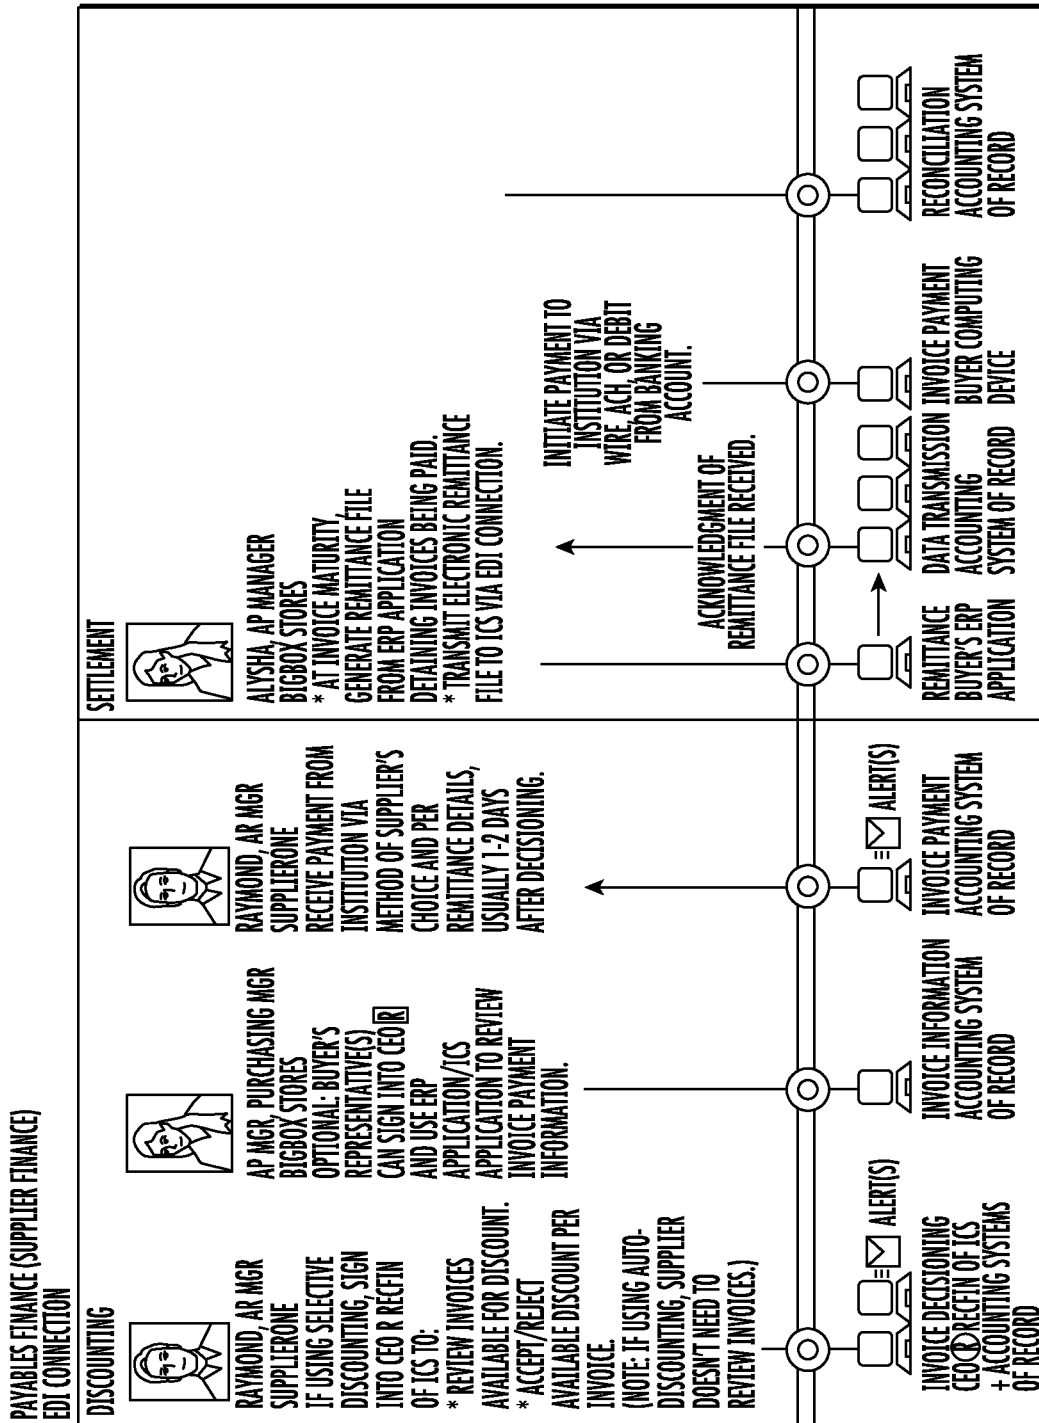 PAYABLES FINANCE (SUPPLIER FINANCE)
EDI CONNECTION
DISCOUNTING
RAYMOND, AR MGR
SUPPLIERONE
IF USING SELECTIVE
DISCOUNTING, SIGN
INTO CEO R RECFIN
OF ICS TO:
* REVIEW INVOICES
AVAILABLE FOR DISCOUNT.
* ACCEPT/REJECT
AVAILABLE DISCOUNT PER
INVOICE.
(NOTE: IF USING AUTO-
DISCOUNTING, SUPPLIER
DOESN'T NEED TO
REVIEW INVOICES.)
ALERT(S)
INVOICE DECISIONING
CEO® RECFIN OF ICS
+ ACCOUNTING SYSTEMS
OF RECORD
AP MGR, PURCHASING MGR
BIGBOX STORES
OPTIONAL: BUYER'S
REPRESENTATIVE(S)
CAN SIGN INTO CEO R
AND USE ERP
APPLICATION/ICS
APPLICATION TO REVIEW
INVOICE PAYMENT
INFORMATION.
INVOICE INFORMATION
ACCOUNTING SYSTEM
OF RECORD
RAYMOND, AR MGR
SUPPLIERONE
RECEIVE PAYMENT FROM
INSTITUTION VIA
METHOD OF SUPPLIER'S
CHOICE AND PER
REMITTANCE DETAILS,
USUALLY 1-2 DAYS
AFTER DECISIONING.
ALERT(S)
INVOICE PAYMENT
ACCOUNTING SYSTEM
OF RECORD
SETTLEMENT
ALYSHA, AP MANAGER
BIGBOX STORES
* AT INVOICE MATURITY,
GENERATE REMITTANCE FILE
FROM ERP APPLICATION
DETAINING INVOICES BEING PAID.
* TRANSMIT ELECTRONIC REMITTANCE
FILE TO ICS VIA EDI CONNECTION.
REMITTANCE
BUYER'S ERP
APPLICATION
ACKNOWLEDGMENT OF
REMITTANCE FILE RECEIVED.
DATA TRANSMISSION
ACCOUNTING
SYSTEM OF RECORD
INITIATE PAYMENT TO
INSTITUTION VIA
WIRE, ACH, OR DEBIT
FROM BANKING
ACCOUNT.
INVOICE PAYMENT
BUYER COMPUTING
DEVICE
RECONCILIATION
ACCOUNTING SYSTEM
OF RECORD